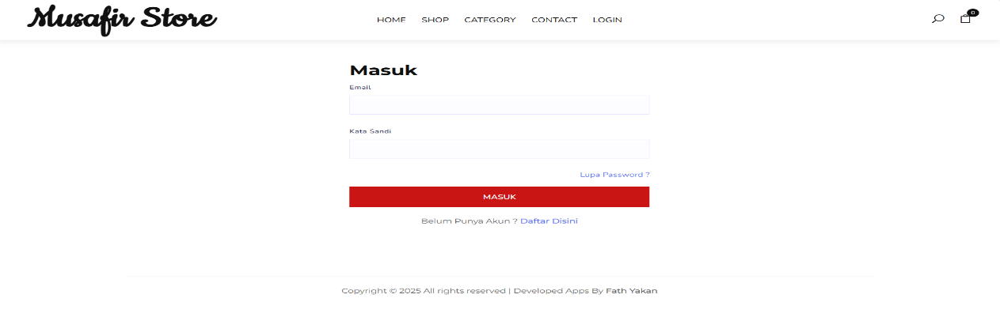 Musafir Store
HOME SHOP CATEGORY CONTACT LOGIN
0
Masuk
Email
Kata Sandi
Lupa Password ?
MASUK
Belum Punya Akun ? Daftar Disini
Copyright © 2025 All rights reserved | Developed Apps By Fath Yakan